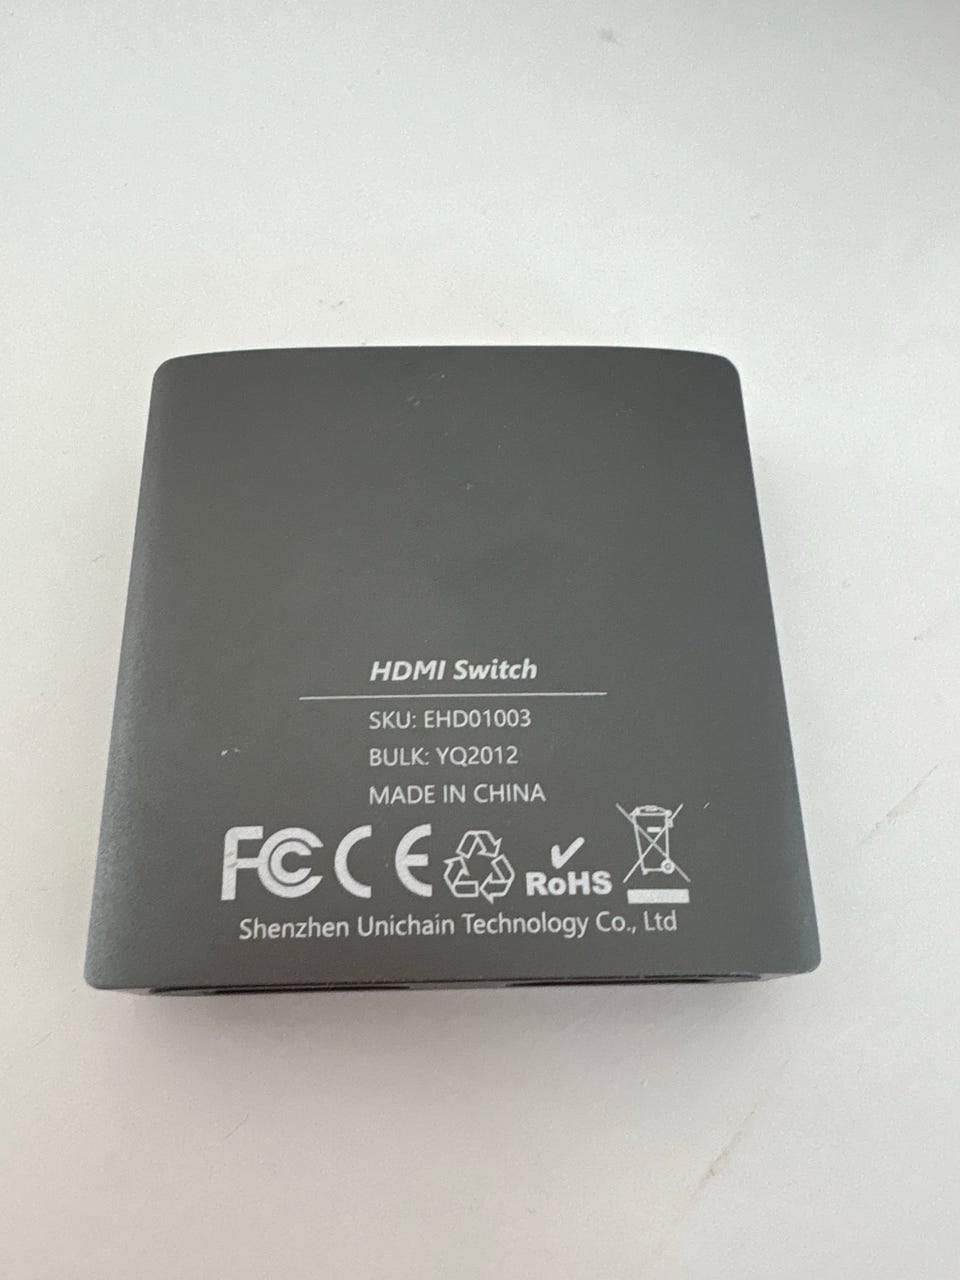 HDMI Switch
SKU: EHD01003
BULK: YQ2012
MADE IN CHINA
FC CE RoHS
Shenzhen Unichain Technology Co., Ltd